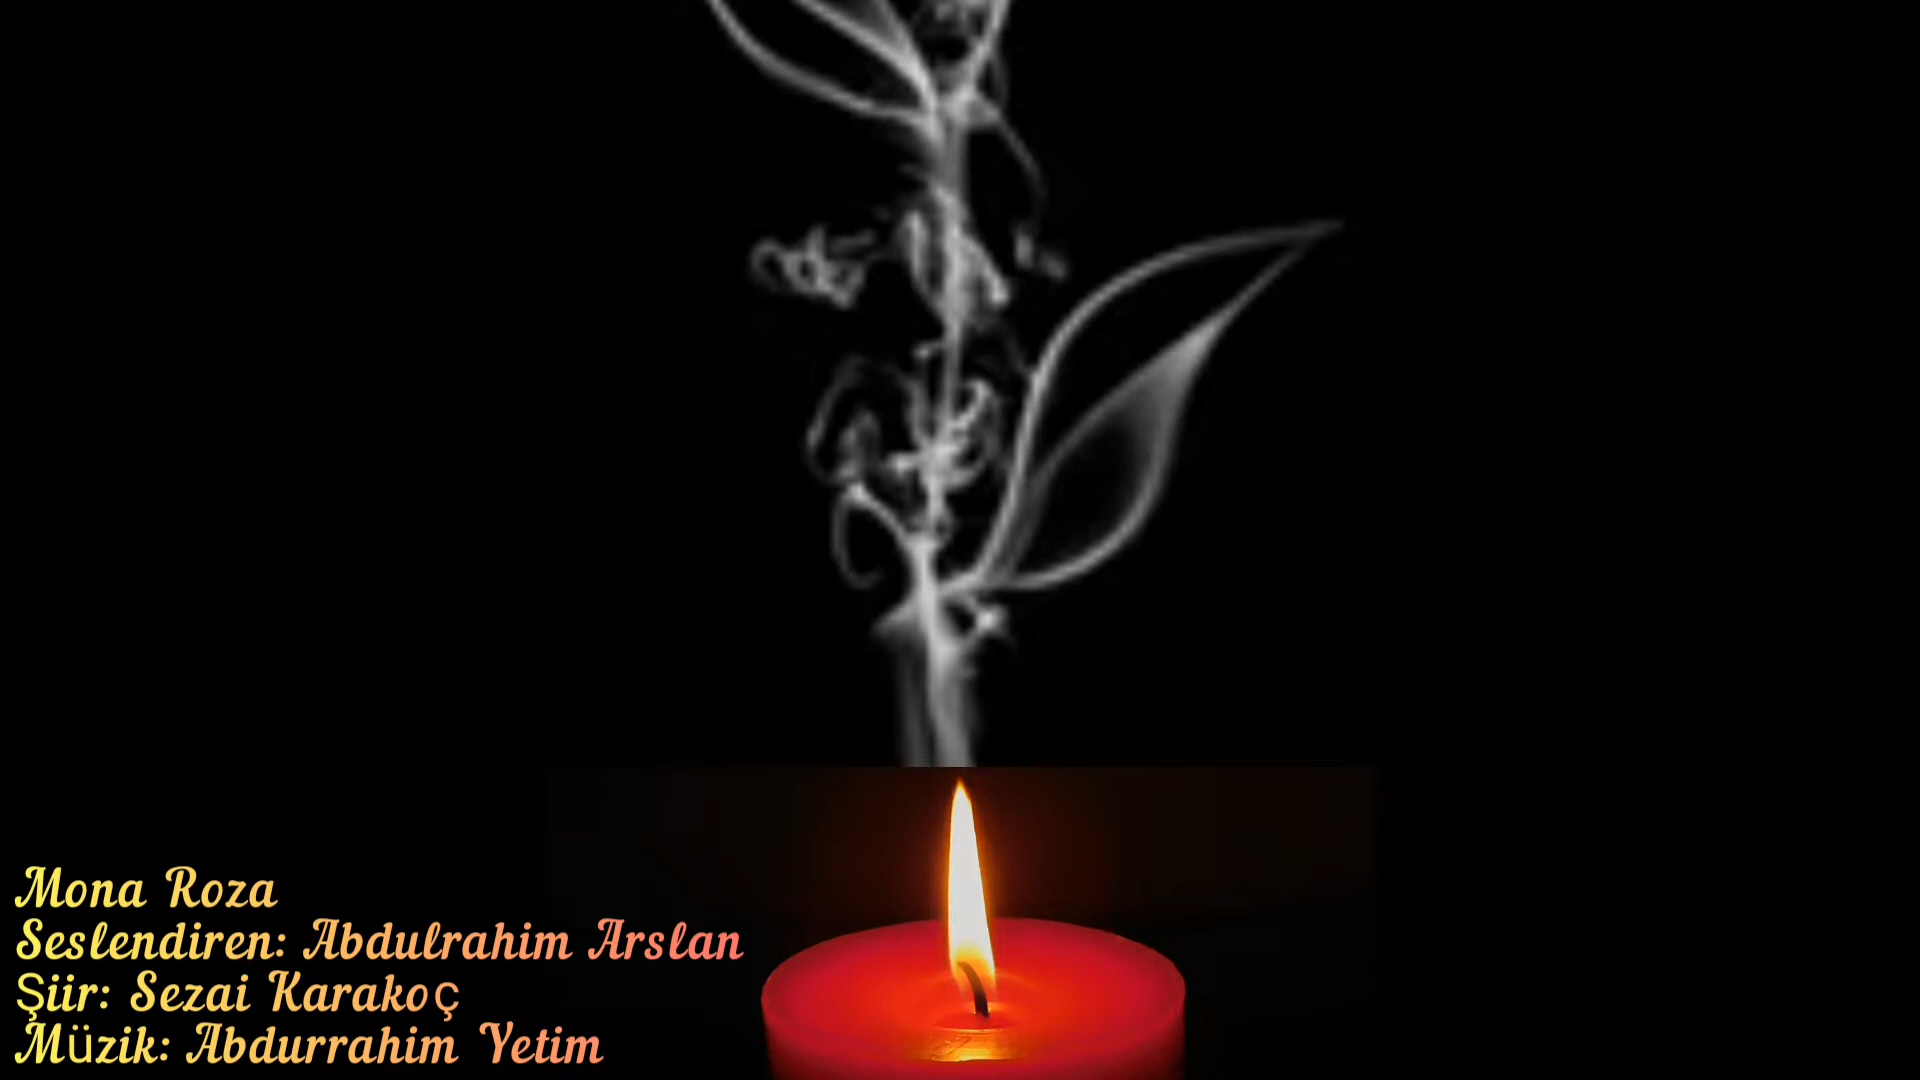 Mona Roza
Seslendiren: Abdulrahim Arslan
Şiir: Sezai Karakoç
Müzik: Abdurrahim Yetim